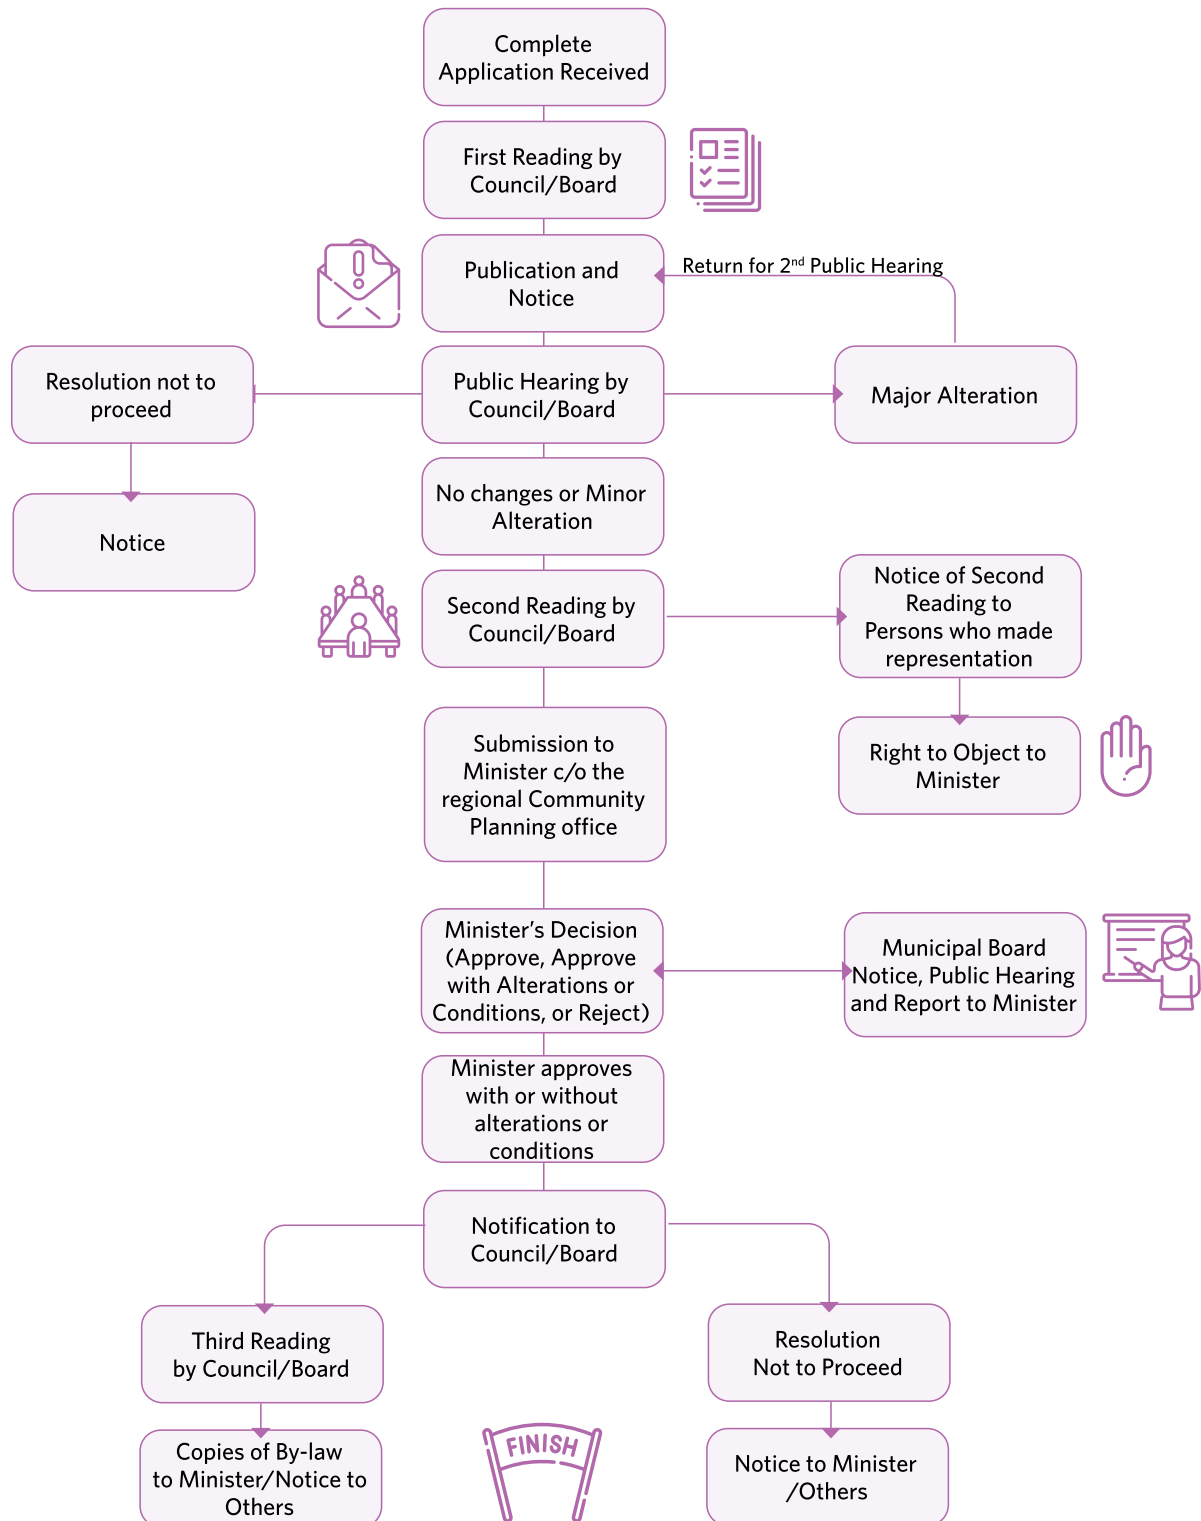 Complete
Application Received
First Reading by
Council/Board
Publication and
Notice
Return for 2nd Public Hearing
Resolution not to
proceed
Public Hearing by
Council/Board
Major Alteration
No changes or Minor
Alteration
Notice
Second Reading by
Council/Board
Notice of Second
Reading to
Persons who made
representation
Submission to
Minister c/o the
regional Community
Planning office
Right to Object to
Minister
Minister’s Decision
(Approve, Approve
with Alterations or
Conditions, or Reject)
Municipal Board
Notice, Public Hearing
and Report to Minister
Minister approves
with or without
alterations or
conditions
Notification to
Council/Board
Third Reading
by Council/Board
Resolution
Not to Proceed
Copies of By-law
to Minister/Notice to
Others
FINISH
Notice to Minister
/Others